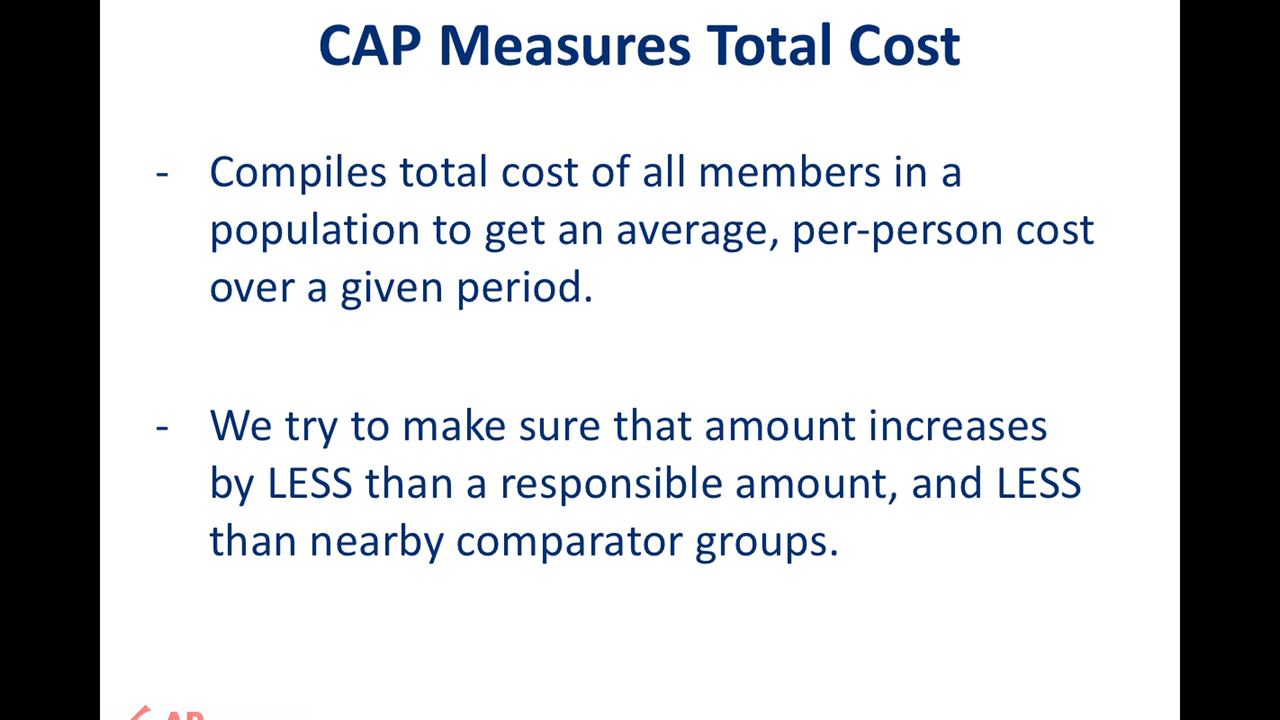 CAP Measures Total Cost
- Compiles total cost of all members in a
population to get an average, per-person cost
over a given period.
- We try to make sure that amount increases
by LESS than a responsible amount, and LESS
than nearby comparator groups.